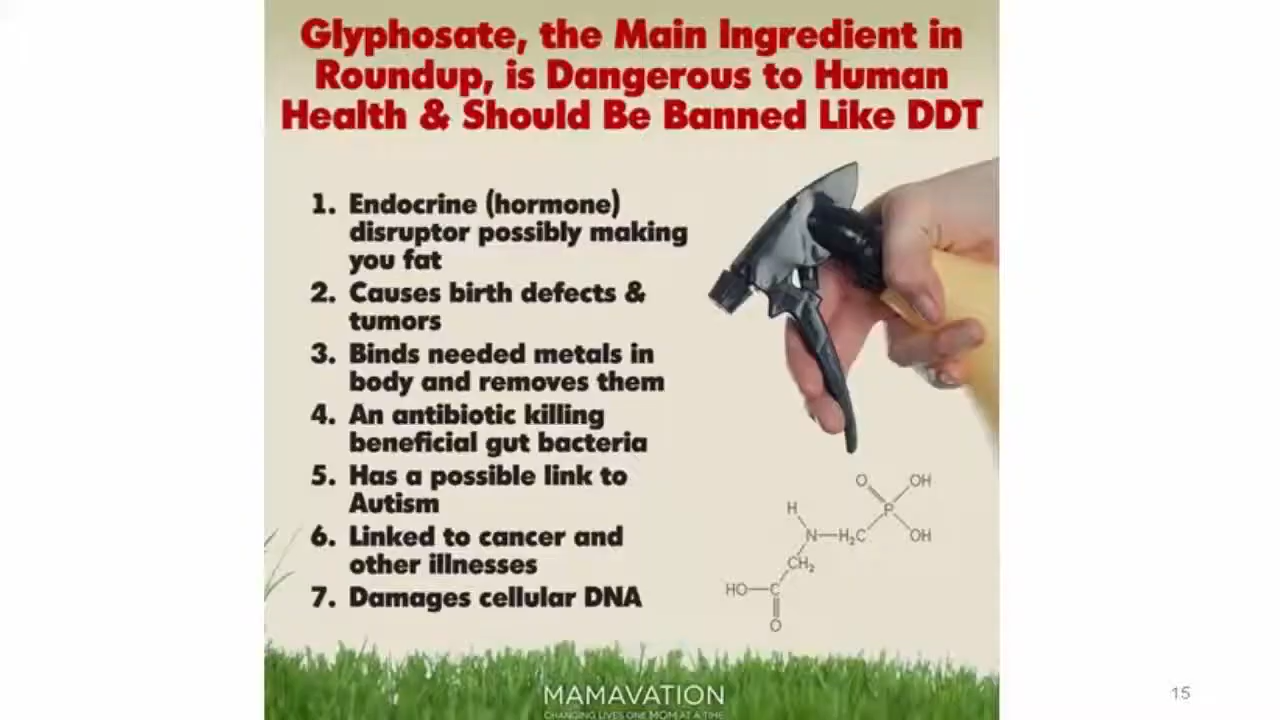 Glyphosate, the Main Ingredient in
Roundup, is Dangerous to Human
Health & Should Be Banned Like DDT
1. Endocrine (hormone)
disruptor possibly making
you fat
2. Causes birth defects &
tumors
3. Binds needed metals in
body and removes them
4. An antibiotic killing
beneficial gut bacteria
5. Has a possible link to
Autism
6. Linked to cancer and
other illnesses
7. Damages cellular DNA
O OH
H P
N H₂C OH
CH₂
HO C
O
MAMAVATION
CHANGING LIVES ONE MOM AT A TIME
15